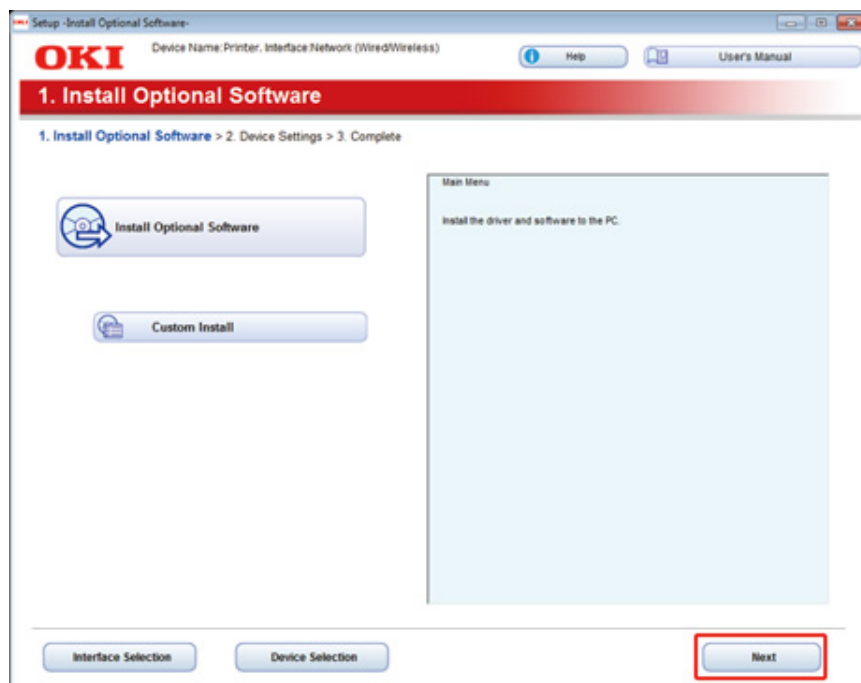 Setup -Install Optional Software-
OKI
Device Name:Printer, Interface:Network (Wired/Wireless)
Help
User's Manual
1. Install Optional Software
1. Install Optional Software > 2. Device Settings > 3. Complete
Main Menu
Install Optional Software
Install the driver and software to the PC.
Custom Install
Interface Selection
Device Selection
Next